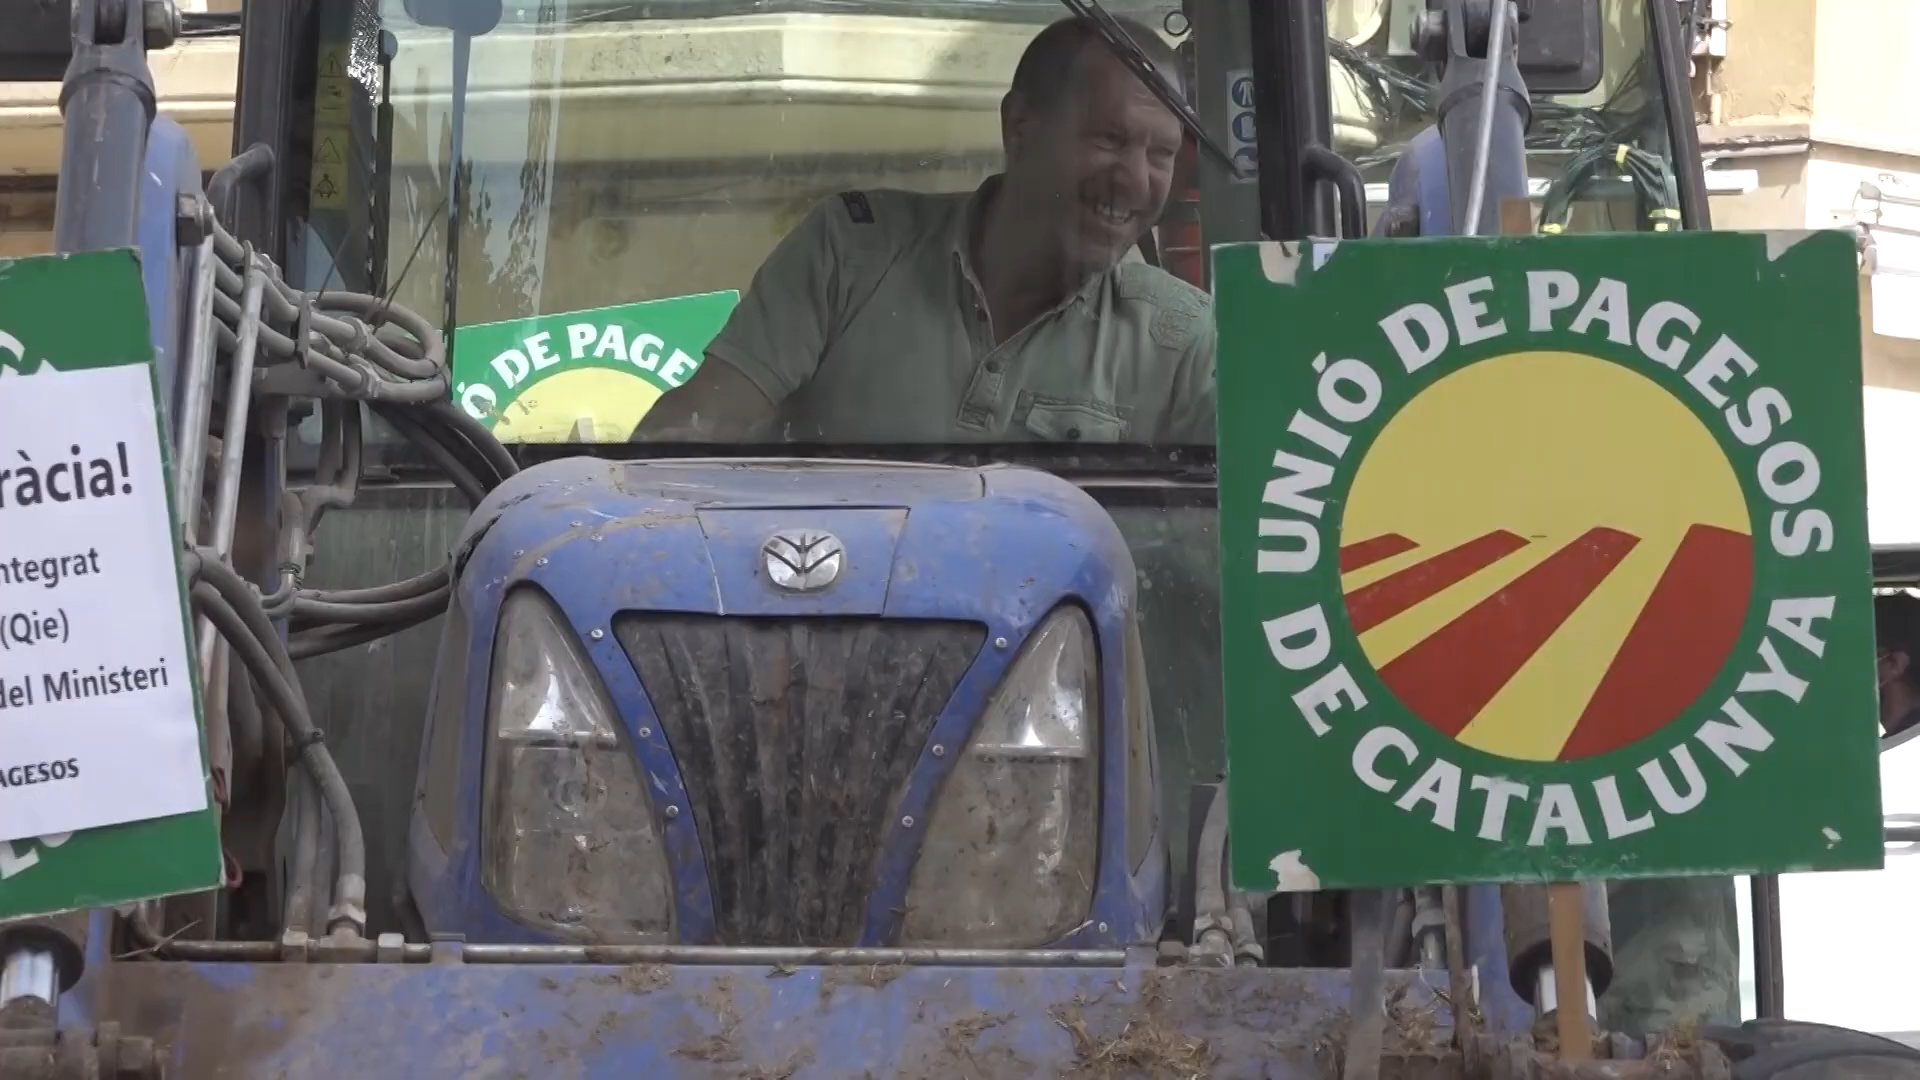 ràcia!
ntegrat
(Qie)
del Ministeri
AGESOS
Ó DE PAGE
UNIÓ DE PAGESOS
DE CATALUNYA